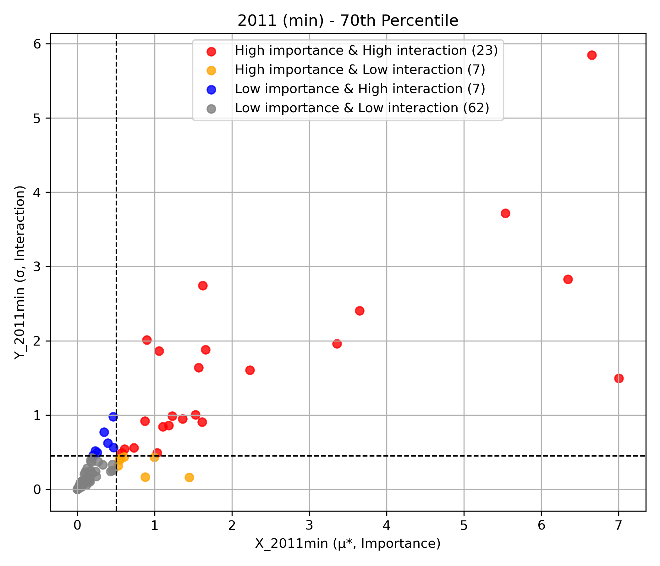 2011 (min) - 70th Percentile
High importance & High interaction (23)
High importance & Low interaction (7)
Low importance & High interaction (7)
Low importance & Low interaction (62)
Y_2011min (σ, Interaction)
6
5
4
3
2
1
0
0 1 2 3 4 5 6 7
X_2011min (μ*, Importance)